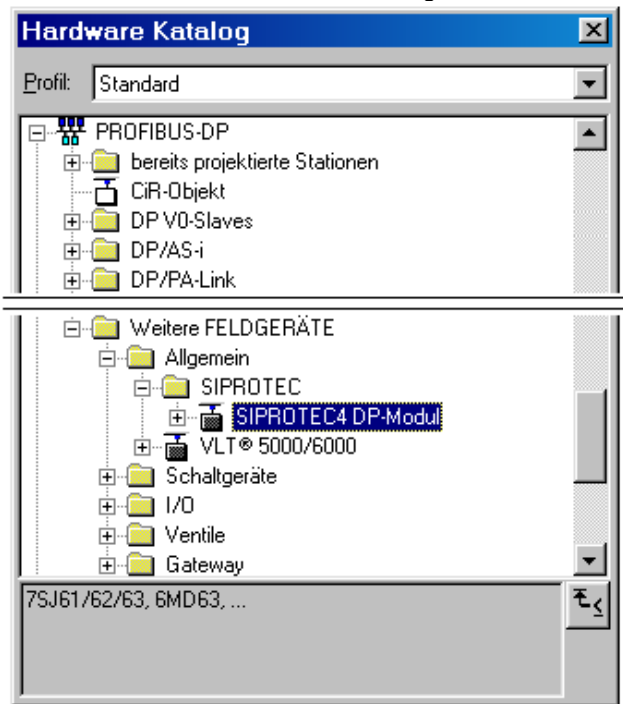 Hardware Katalog
Profil: Standard
PROFIBUS-DP
bereits projektierte Stationen
CiR-Objekt
DP V0-Slaves
DP/AS-i
DP/PA-Link
Weitere FELDGERÄTE
Allgemein
SIPROTEC
SIPROTEC4 DP-Modul
VLT® 5000/6000
Schaltgeräte
I/O
Ventile
Gateway
7SJ61/62/63, 6MD63, ...